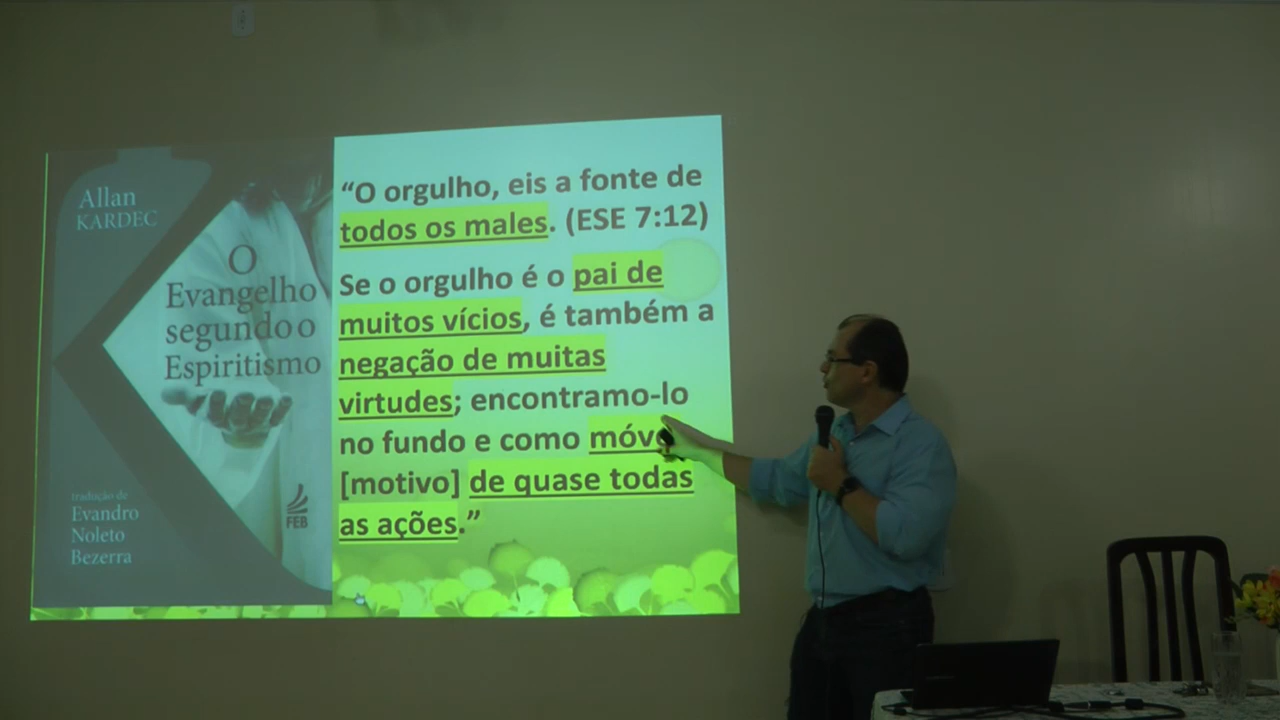 Allan
KARDEC
O
Evangelho
segundo o
Espiritismo
tradução de
Evandro
Noleto
Bezerra
FEB
“O orgulho, eis a fonte de
todos os males. (ESE 7:12)
Se o orgulho é o pai de
muitos vícios, é também a
negação de muitas
virtudes; encontramo-lo
no fundo e como
[motivo] de quase todas
as ações.”